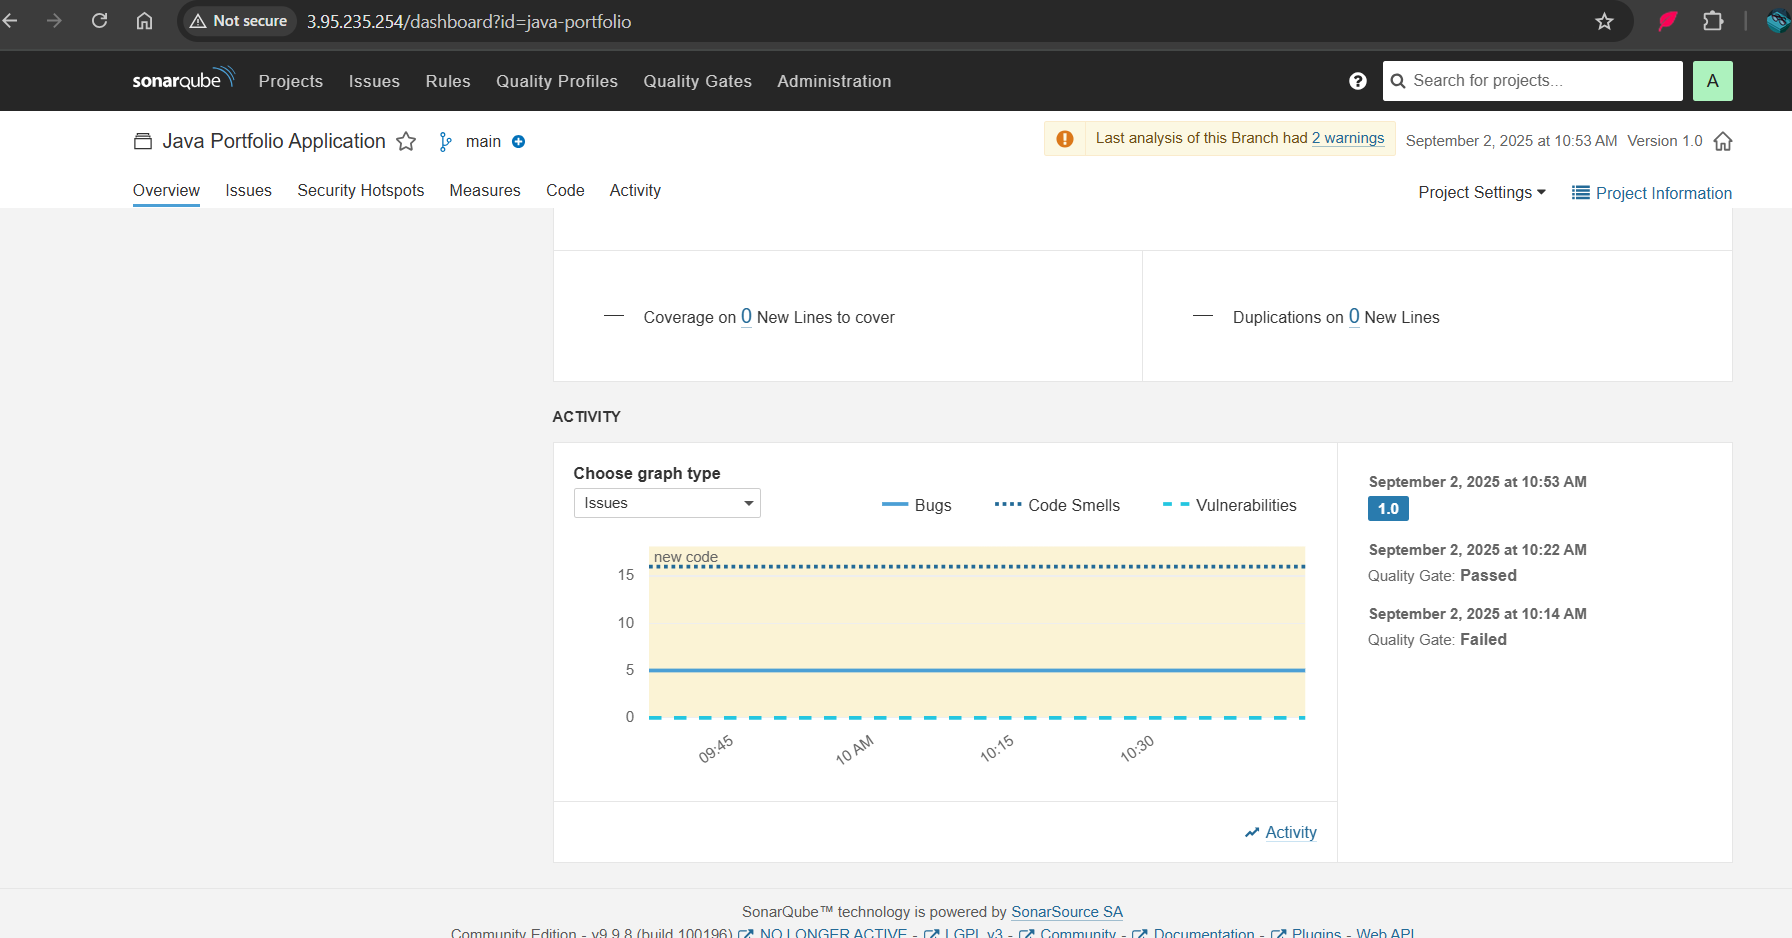 Not secure 3.95.235.254/dashboard?id=java-portfolio
sonarqube Projects Issues Rules Quality Profiles Quality Gates Administration ? Search for projects... A
Java Portfolio Application main Last analysis of this Branch had 2 warnings September 2, 2025 at 10:53 AM Version 1.0
Overview Issues Security Hotspots Measures Code Activity Project Settings Project Information
Coverage on 0 New Lines to cover
Duplications on 0 New Lines
ACTIVITY
Choose graph type
Issues
Bugs Code Smells Vulnerabilities
new code
15
10
5
0
09:45 10 AM 10:15 10:30
Activity
September 2, 2025 at 10:53 AM
1.0
September 2, 2025 at 10:22 AM
Quality Gate: Passed
September 2, 2025 at 10:14 AM
Quality Gate: Failed
SonarQube™ technology is powered by SonarSource SA
Community Edition - v9.9.8 (build 100196) NO LONGER ACTIVE - LGPL v3 - Community - Documentation - Plugins - Web API